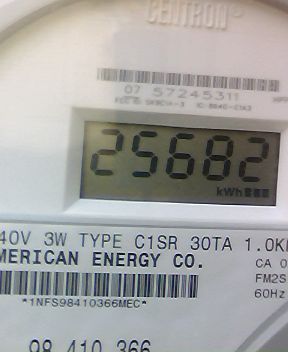 CENTRON®
07 57245311
25682
kWh
40V 3W TYPE C1SR 30TA 1.0K
MERICAN ENERGY CO.
CA 0
FM2S
60Hz
*1NFS98410366MEC*
98 410 366